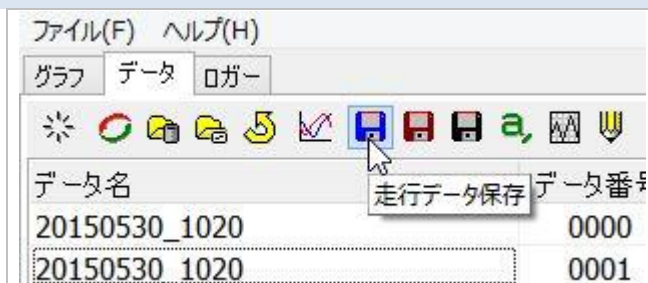 ファイル(F) ヘルプ(H)
グラフ データ ロガー
a,
走行データ保存
データ名 データ番号
20150530_1020 0000
20150530_1020 0001